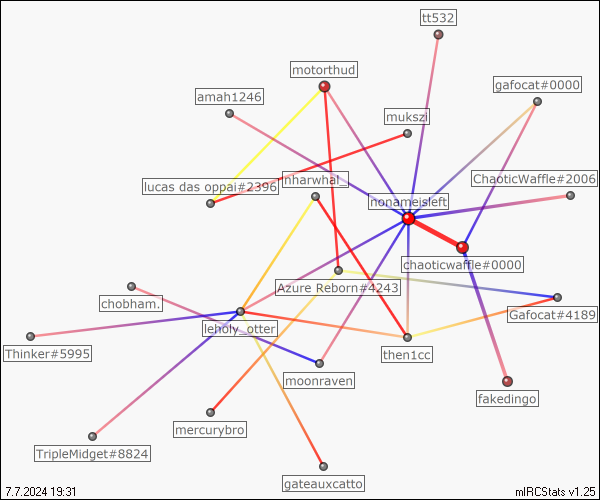 tt532
motorthud
gafocat#0000
amah1246
mukszi
ChaoticWaffle#2006
nharwhal_
lucas das oppai#2396
nonameisleft
chaoticwaffle#0000
Azure Reborn#4243
chobham.
Gafocat#4189
leholy_otter
Thinker#5995
then1cc
moonraven
fakedingo
mercurybro
TripleMidget#8824
gateauxcatto
7.7.2024 19:31
mIRCStats v1.25